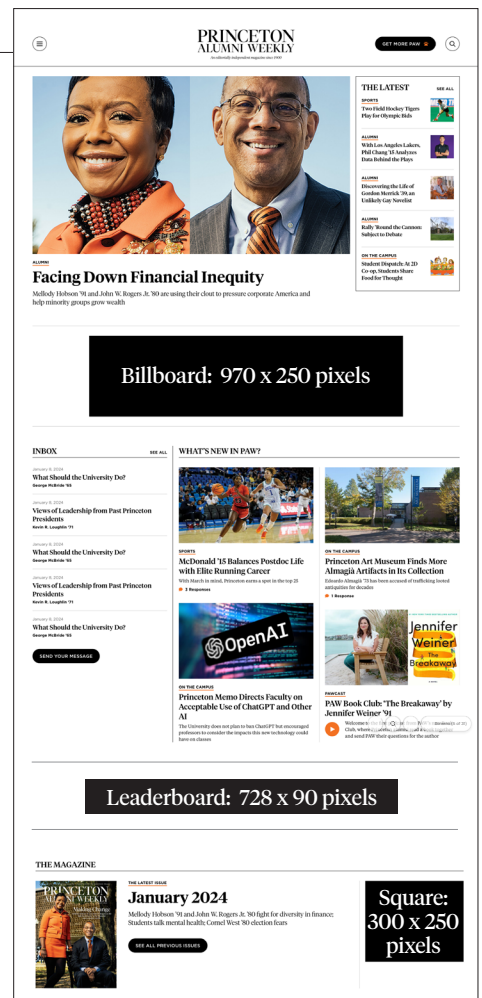 PRINCETON
ALUMNI WEEKLY
An editorially independent magazine since 1900
GET MORE PAW
THE LATEST
SEE ALL
SPORTS
Two Field Hockey Tigers
Play for Olympic Bids
ALUMNI
With Los Angeles Lakers,
Phil Chang ’15 Analyzes
Data Behind the Plays
ALUMNI
Discovering the Life of
Gordon Merrick ’39, an
Unlikely Gay Novelist
ALUMNI
Rally ’Round the Cannon:
Subject to Debate
ON THE CAMPUS
Student Dispatch: At 2D
Co-op, Students Share
Food for Thought
ALUMNI
Facing Down Financial Inequity
Mellody Hobson ’91 and John W. Rogers Jr. ’80 are using their clout to pressure corporate America and
help minority groups grow wealth
Billboard: 970 x 250 pixels
INBOX
SEE ALL
January 8, 2024
What Should the University Do?
George McBride ’65
January 8, 2024
Views of Leadership from Past Princeton
Presidents
Kevin R. Loughlin ’71
January 8, 2024
What Should the University Do?
George McBride ’65
January 8, 2024
Views of Leadership from Past Princeton
Presidents
Kevin R. Loughlin ’71
January 8, 2024
What Should the University Do?
George McBride ’65
SEND YOUR MESSAGE
WHAT’S NEW IN PAW?
SPORTS
McDonald ’15 Balances Postdoc Life
with Elite Running Career
With March in mind, Princeton earns a spot in the top 25
3 Responses
ON THE CAMPUS
Princeton Art Museum Finds More
Almagià Artifacts in Its Collection
Edoardo Almagià ’73 has been accused of trafficking looted
antiquities for decades
1 Response
OpenAI
ON THE CAMPUS
Princeton Memo Directs Faculty on
Acceptable Use of ChatGPT and Other
AI
The University does not plan to ban ChatGPT but encouraged
professors to consider the impacts this new technology could
have on classes
Jennifer
Weiner
The
Breakaway
PAWCAST
PAW Book Club: ‘The Breakaway’ by
Jennifer Weiner ’91
Welcome to
Club, where
and send PAW their questions for the author
Leaderboard: 728 x 90 pixels
THE MAGAZINE
PRINCETON
ALUMNI WEEKLY
Making Change
THE LATEST ISSUE
January 2024
Mellody Hobson ’91 and John W. Rogers Jr. ’80 fight for diversity in finance;
Students talk mental health; Cornel West ’80 election fears
SEE ALL PREVIOUS ISSUES
Square:
300 x 250
pixels